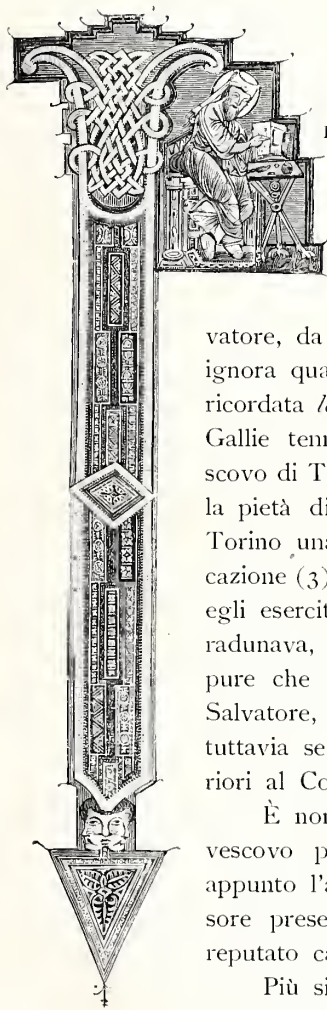 vatore, da
ignora qua
ricordata
Gallie ten
scovo di T
la pietà di
Torino una
cazione (3)
egli esercit
radunava,
pure che
Salvatore,
tuttavia se
riori al Co
È non
vescovo p
appunto l'a
sore prese
reputato ca
Più si